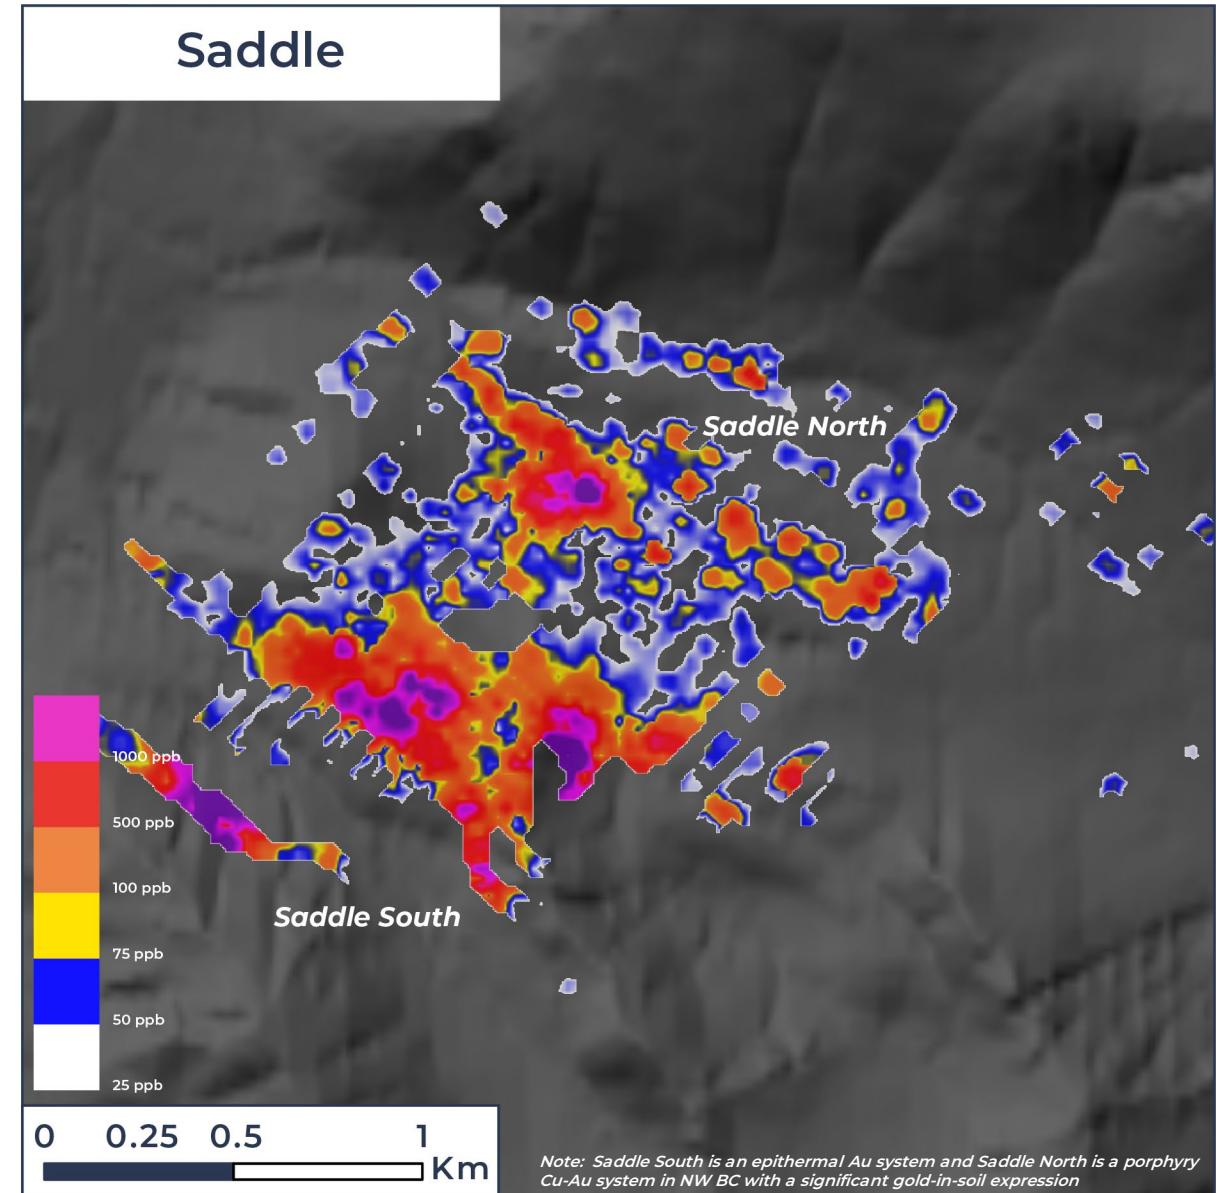 Saddle
Saddle North
1000 ppb
500 ppb
100 ppb
75 ppb
50 ppb
25 ppb
Saddle South
0 0.25 0.5 1
Km
Note: Saddle South is an epithermal Au system and Saddle North is a porphyry
Cu-Au system in NW BC with a significant gold-in-soil expression